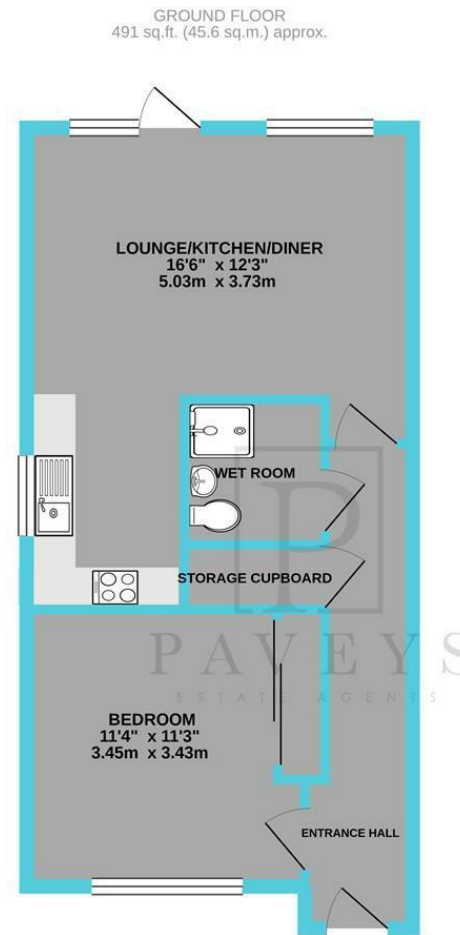 GROUND FLOOR
491 sq.ft. (45.6 sq.m.) approx.
LOUNGE/KITCHEN/DINER
16'6" x 12'3"
5.03m x 3.73m
WET ROOM
STORAGE CUPBOARD
P
PAVEYS
ESTATE AGENTS
BEDROOM
11'4" x 11'3"
3.45m x 3.43m
ENTRANCE HALL